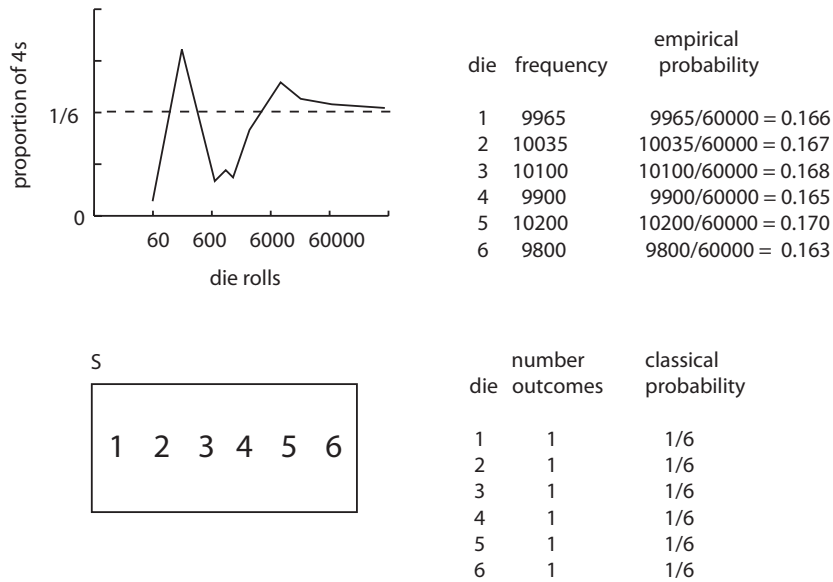 proportion of 4s
1/6
0
60 600 6000 60000
die rolls
empirical
die frequency probability
1 9965 9965/60000 = 0.166
2 10035 10035/60000 = 0.167
3 10100 10100/60000 = 0.168
4 9900 9900/60000 = 0.165
5 10200 10200/60000 = 0.170
6 9800 9800/60000 = 0.163
S
1 2 3 4 5 6
number classical
die outcomes probability
1 1 1/6
2 1 1/6
3 1 1/6
4 1 1/6
5 1 1/6
6 1 1/6